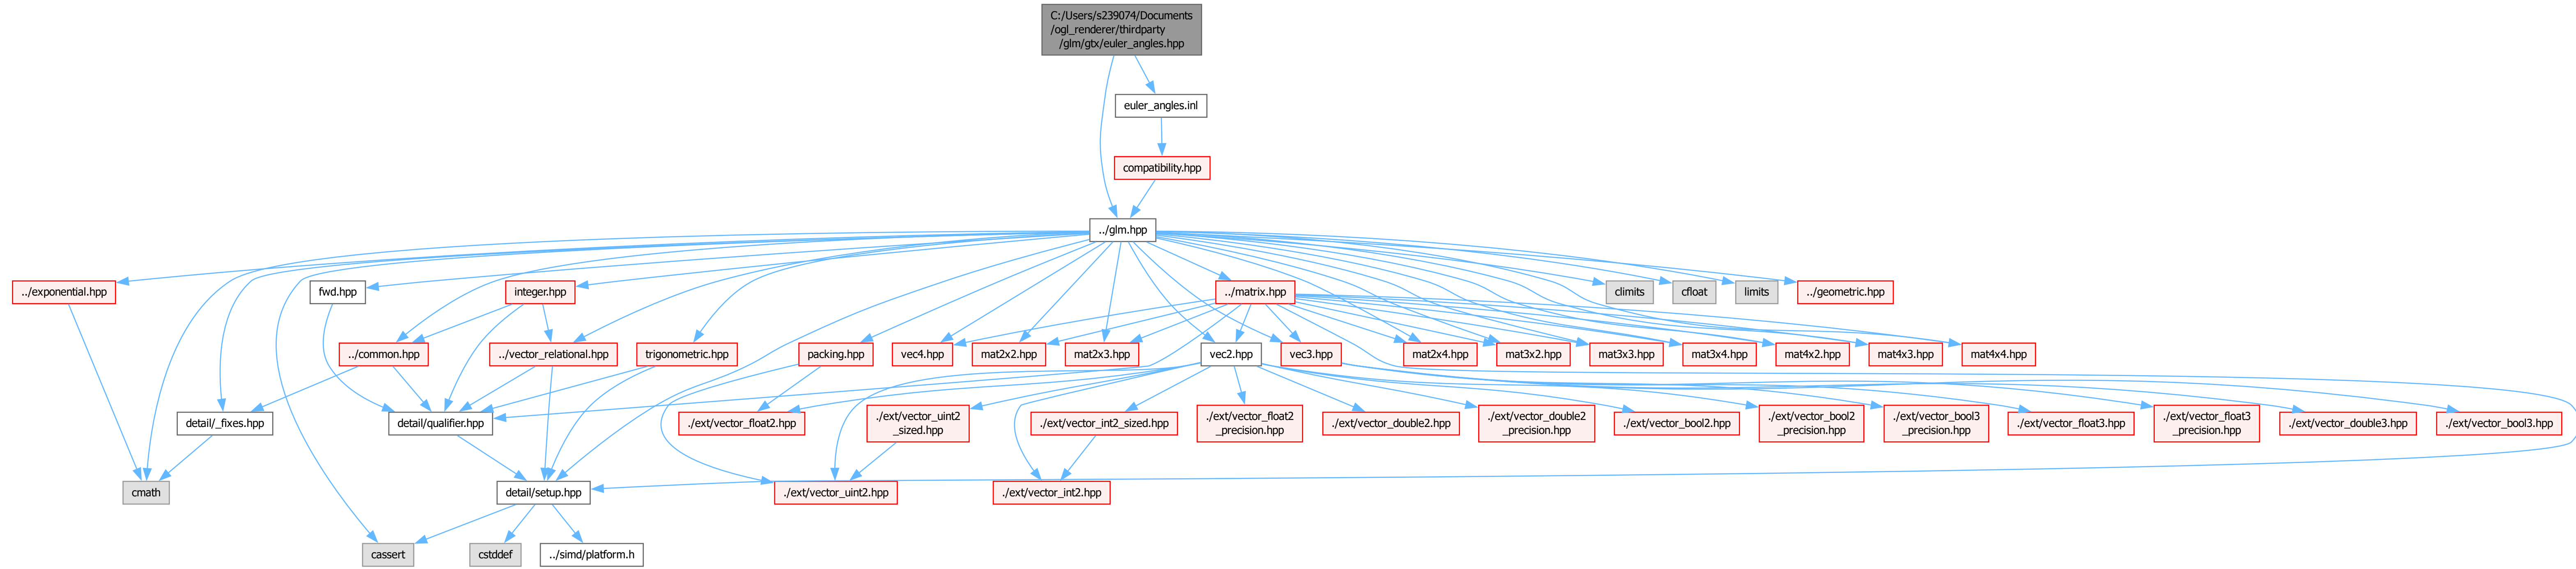 C:/Users/s239074/Documents
/ogl_renderer/thirdparty
/glm/gtx/euler_angles.hpp
euler_angles.inl
compatibility.hpp
../glm.hpp
../exponential.hpp
fwd.hpp
integer.hpp
../matrix.hpp
climits
cfloat
limits
../geometric.hpp
../common.hpp
../vector_relational.hpp
trigonometric.hpp
packing.hpp
vec4.hpp
mat2x2.hpp
mat2x3.hpp
vec2.hpp
vec3.hpp
mat2x4.hpp
mat3x2.hpp
mat3x3.hpp
mat3x4.hpp
mat4x2.hpp
mat4x3.hpp
mat4x4.hpp
detail/_fixes.hpp
detail/qualifier.hpp
./ext/vector_float2.hpp
./ext/vector_uint2
_sized.hpp
./ext/vector_int2_sized.hpp
./ext/vector_float2
_precision.hpp
./ext/vector_double2.hpp
./ext/vector_double2
_precision.hpp
./ext/vector_bool2.hpp
./ext/vector_bool2
_precision.hpp
./ext/vector_bool3
_precision.hpp
./ext/vector_float3.hpp
./ext/vector_float3
_precision.hpp
./ext/vector_double3.hpp
./ext/vector_bool3.hpp
cmath
detail/setup.hpp
./ext/vector_uint2.hpp
./ext/vector_int2.hpp
cassert
cstddef
../simd/platform.h